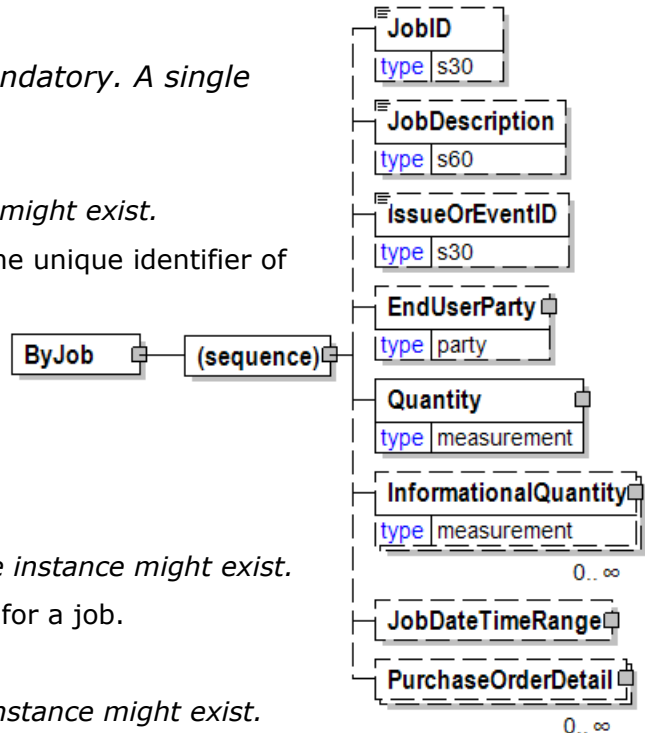 JobID
type s30
ndatory. A single
JobDescription
type s60
might exist.
IssueOrEventID
ne unique identifier of
type s30
EndUserParty
type party
ByJob
(sequence)
Quantity
type measurement
InformationalQuantity
type measurement
e instance might exist.
0.. ∞
for a job.
JobDateTimeRange
PurchaseOrderDetail
nstance might exist.
0.. ∞